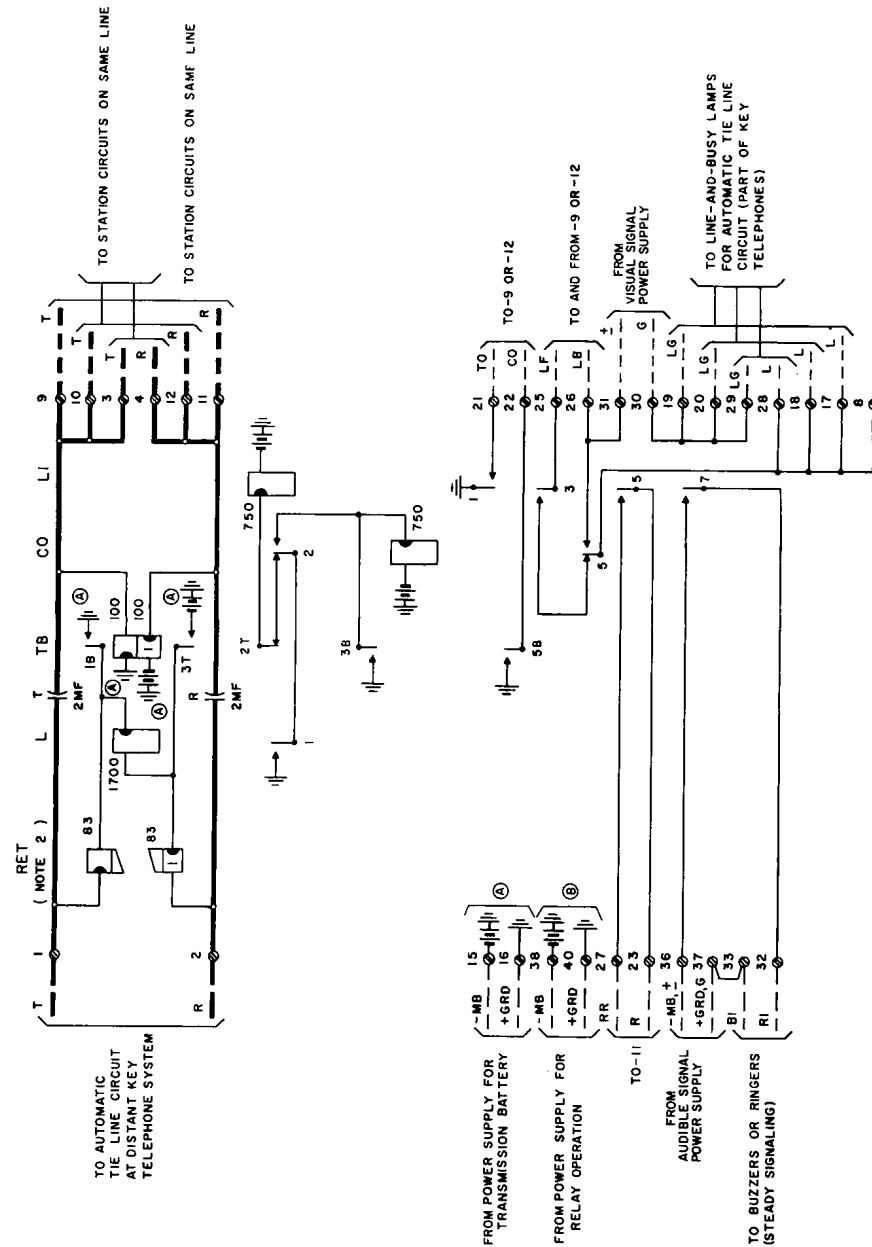 TO AUTOMATIC
TIE LINE CIRCUIT
AT DISTANT KEY
TELEPHONE SYSTEM
T
1
R
2
RET
( NOTE 2 )
L
T
TB
CO
LI
83
83
1
1700
2MF
R
2MF
1B
3T
A
A
A
A
100
100
1
9
10
3
4
12
11
T
T
T
R
R
R
TO STATION CIRCUITS ON SAME LINE
TO STATION CIRCUITS ON SAME LINE
1
2T
2
3B
750
750
FROM POWER SUPPLY FOR
TRANSMISSION BATTERY
-MB
15
+GRD
16
A
FROM POWER SUPPLY FOR
RELAY OPERATION
-MB
38
+GRD
40
B
TO-11
RR
27
R
23
FROM
AUDIBLE SIGNAL
POWER SUPPLY
-MB, ±
36
+GRD,G
37
TO BUZZERS OR RINGERS
(STEADY SIGNALING)
B1
33
R1
32
5B
1
3
5
5
7
21
TO
22
CO
TO-9 OR-12
25
LF
26
LB
TO AND FROM-9 OR-12
31
±
30
G
FROM
VISUAL SIGNAL
POWER SUPPLY
19
LG
20
LG
29
LG
28
L
18
L
17
L
8
TO LINE-AND-BUSY LAMPS
FOR AUTOMATIC TIE LINE
CIRCUIT (PART OF KEY
TELEPHONES)